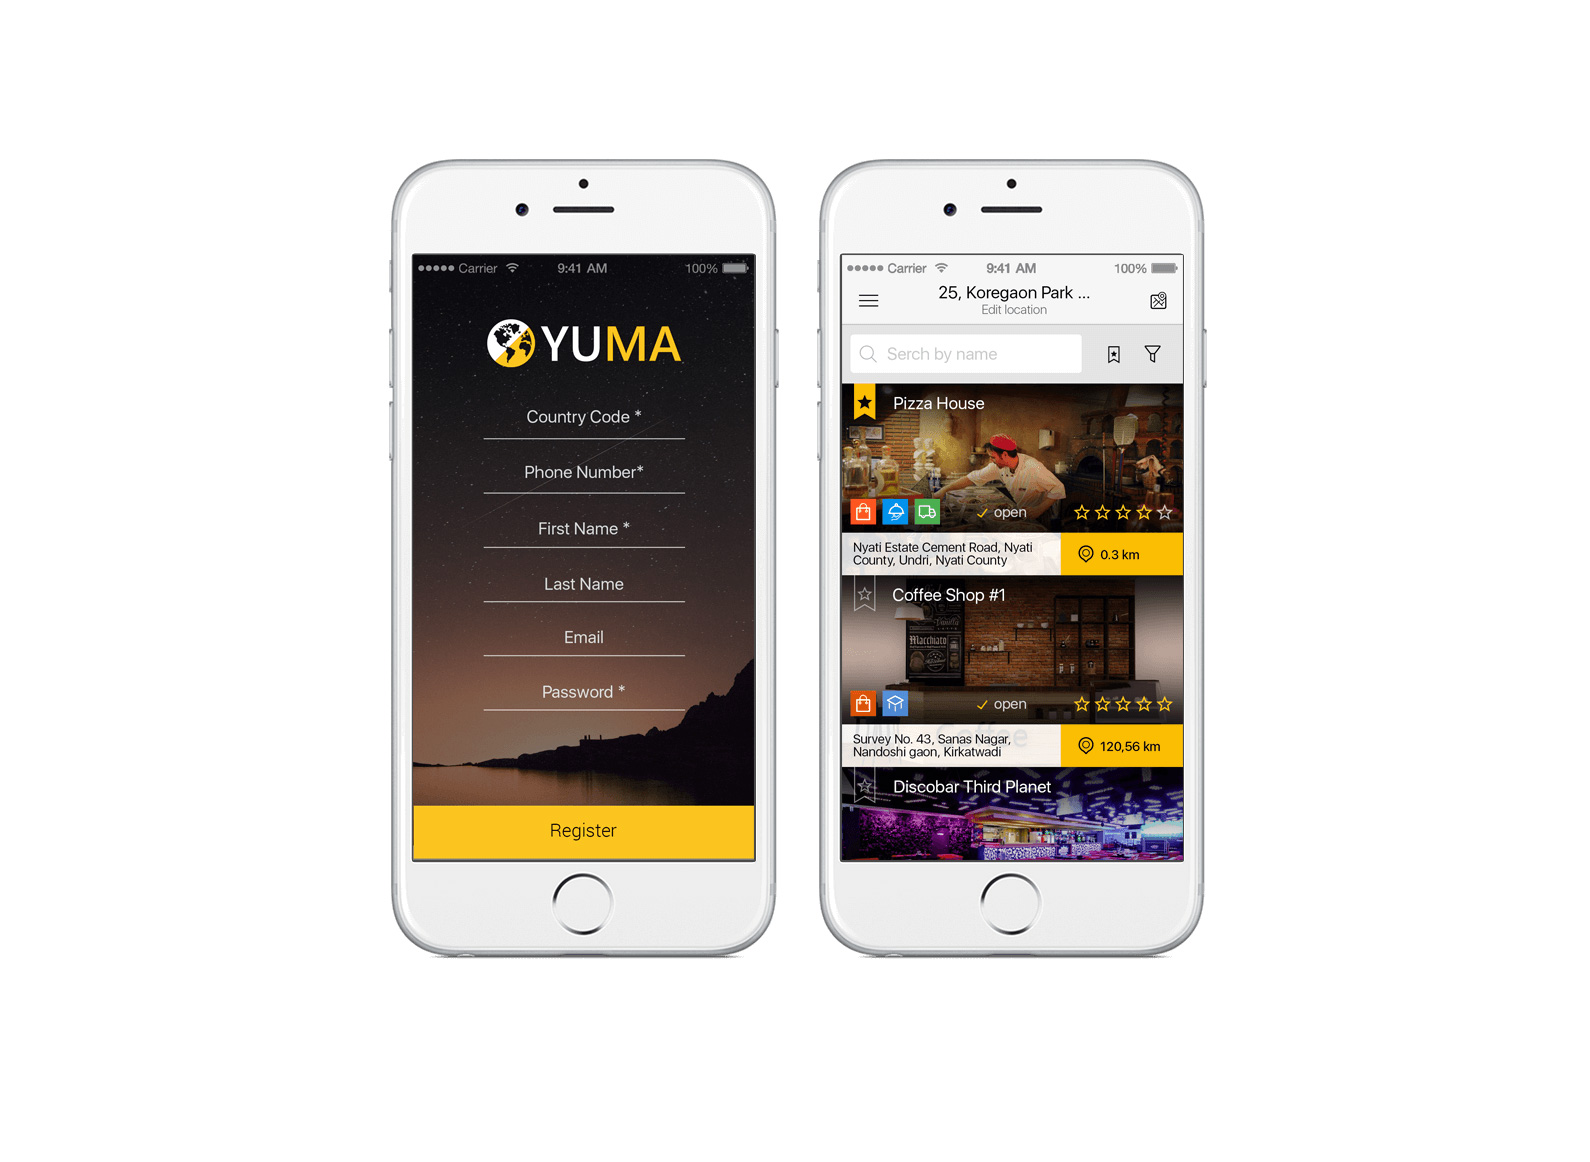 Carrier 9:41 AM 100%
YUMA
Country Code *
Phone Number*
First Name *
Last Name
Email
Password *
Register
Carrier 9:41 AM 100%
25, Koregaon Park ...
Edit location
Serch by name
Pizza House
open
Nyati Estate Cement Road, Nyati
County, Undri, Nyati County
0.3 km
Coffee Shop #1
Macchiato
open
Survey No. 43, Sanas Nagar,
Nandoshi gaon, Kirkatwadi
Coffee
120,56 km
Discobar Third Planet